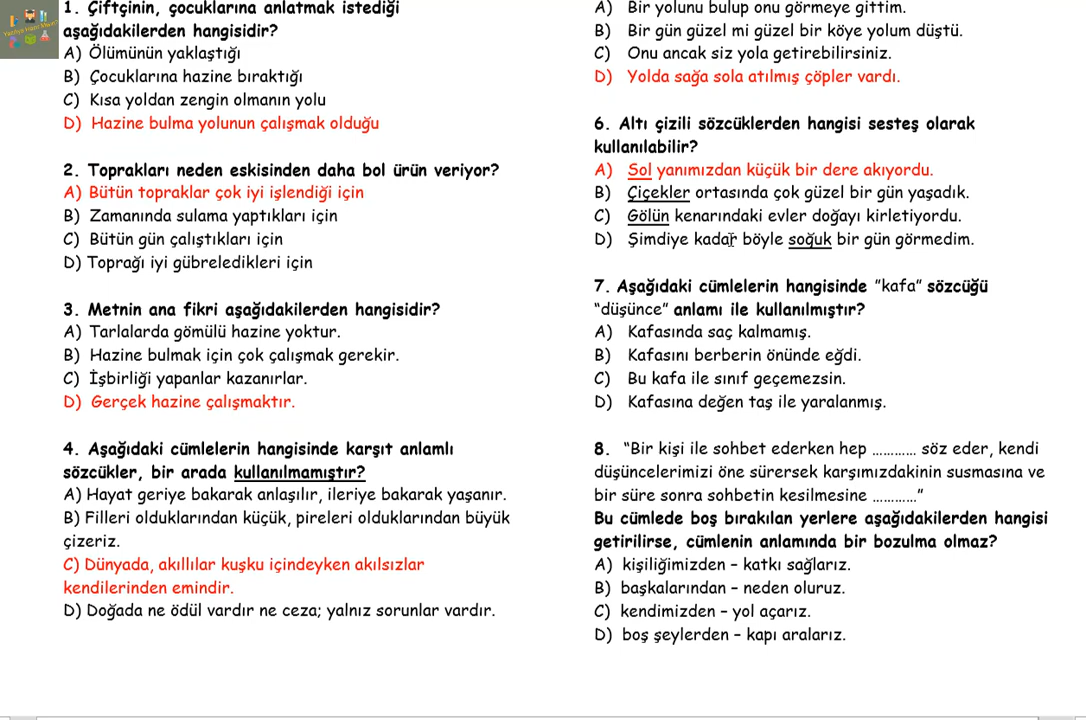 Yazılıya Hazır Mıyız?
1. Çiftçinin, çocuklarına anlatmak istediği
aşağıdakilerden hangisidir?
A) Ölümünün yaklaştığı
B) Çocuklarına hazine bıraktığı
C) Kısa yoldan zengin olmanın yolu
D) Hazine bulma yolunun çalışmak olduğu
2. Toprakları neden eskisinden daha bol ürün veriyor?
A) Bütün topraklar çok iyi işlendiği için
B) Zamanında sulama yaptıkları için
C) Bütün gün çalıştıkları için
D) Toprağı iyi gübreledikleri için
3. Metnin ana fikri aşağıdakilerden hangisidir?
A) Tarlalarda gömülü hazine yoktur.
B) Hazine bulmak için çok çalışmak gerekir.
C) İşbirliği yapanlar kazanırlar.
D) Gerçek hazine çalışmaktır.
4. Aşağıdaki cümlelerin hangisinde karşıt anlamlı
sözcükler, bir arada kullanılmamıştır?
A) Hayat geriye bakarak anlaşılır, ileriye bakarak yaşanır.
B) Filleri olduklarından küçük, pireleri olduklarından büyük
çizeriz.
C) Dünyada, akıllılar kuşku içindeyken akılsızlar
kendilerinden emindir.
D) Doğada ne ödül vardır ne ceza; yalnız sorunlar vardır.
A) Bir yolunu bulup onu görmeye gittim.
B) Bir gün güzel mi güzel bir köye yolum düştü.
C) Onu ancak siz yola getirebilirsiniz.
D) Yolda sağa sola atılmış çöpler vardı.
6. Altı çizili sözcüklerden hangisi sesteş olarak
kullanılabilir?
A) Sol yanımızdan küçük bir dere akıyordu.
B) Çiçekler ortasında çok güzel bir gün yaşadık.
C) Gölün kenarındaki evler doğayı kirletiyordu.
D) Şimdiye kadar böyle soğuk bir gün görmedim.
7. Aşağıdaki cümlelerin hangisinde "kafa" sözcüğü
"düşünce" anlamı ile kullanılmıştır?
A) Kafasında saç kalmamış.
B) Kafasını berberin önünde eğdi.
C) Bu kafa ile sınıf geçemezsin.
D) Kafasına değen taş ile yaralanmış.
8. "Bir kişi ile sohbet ederken hep ………… söz eder, kendi
düşüncelerimizi öne sürersek karşımızdakinin susmasına ve
bir süre sonra sohbetin kesilmesine …………"
Bu cümlede boş bırakılan yerlere aşağıdakilerden hangisi
getirilirse, cümlenin anlamında bir bozulma olmaz?
A) kişiliğimizden – katkı sağlarız.
B) başkalarından – neden oluruz.
C) kendimizden – yol açarız.
D) boş şeylerden – kapı aralarız.